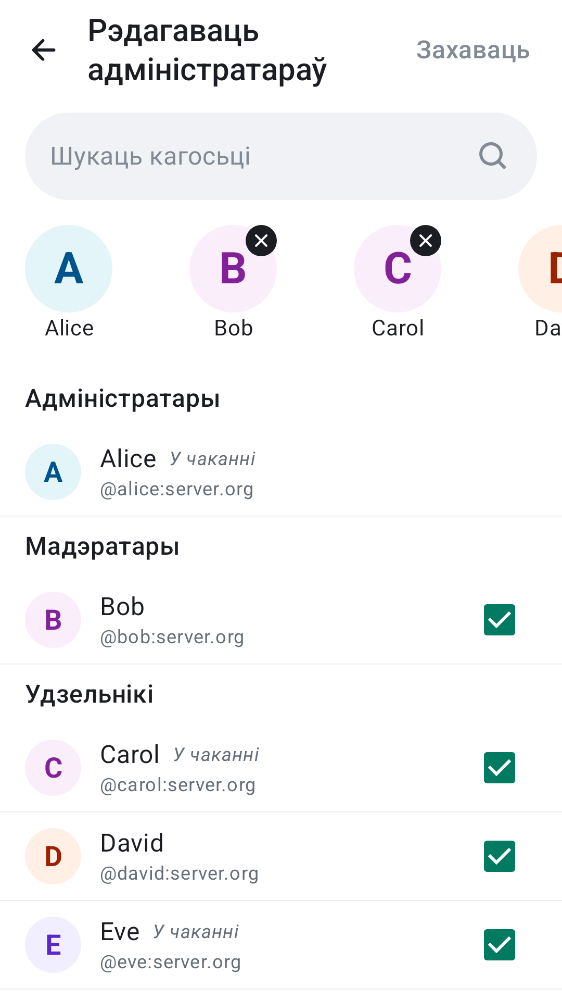 Рэдагаваць
адміністратараў
Захаваць
Шукаць кагосьці
A
B
C
Alice
Bob
Carol
Da
Адміністратары
A
Alice У чаканні
@alice:server.org
Мадэратары
B
Bob
@bob:server.org
Удзельнікі
C
Carol У чаканні
@carol:server.org
D
David
@david:server.org
E
Eve У чаканні
@eve:server.org